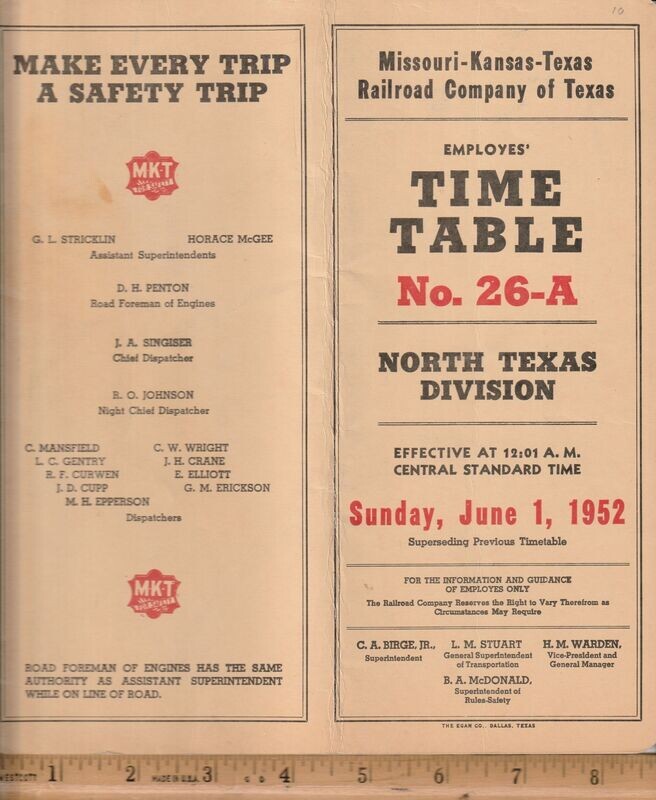 MAKE EVERY TRIP
A SAFETY TRIP
MKT
FOR SAFETY
G. L. STRICKLIN HORACE McGEE
Assistant Superintendents
D. H. PENTON
Road Foreman of Engines
J. A. SINGISER
Chief Dispatcher
R. O. JOHNSON
Night Chief Dispatcher
C. MANSFIELD C. W. WRIGHT
L. C. GENTRY J. H. CRANE
R. F. CURWEN E. ELLIOTT
J. D. CUPP G. M. ERICKSON
M. H. EPPERSON
Dispatchers
MKT
FOR SAFETY
ROAD FOREMAN OF ENGINES HAS THE SAME
AUTHORITY AS ASSISTANT SUPERINTENDENT
WHILE ON LINE OF ROAD.
10
Missouri-Kansas-Texas
Railroad Company of Texas
EMPLOYES'
TIME
TABLE
No. 26-A
NORTH TEXAS
DIVISION
EFFECTIVE AT 12:01 A. M.
CENTRAL STANDARD TIME
Sunday, June 1, 1952
Superseding Previous Timetable
FOR THE INFORMATION AND GUIDANCE
OF EMPLOYES ONLY
The Railroad Company Reserves the Right to Vary Therefrom as
Circumstances May Require
C. A. BIRGE, JR.,
Superintendent
L. M. STUART
General Superintendent
of Transportation
H. M. WARDEN,
Vice-President and
General Manager
B. A. McDONALD,
Superintendent of
Rules-Safety
THE EGAN CO., DALLAS, TEXAS
WESTCOTT 1 2 MADE IN U.S.A. 3 4 5 6 7 8